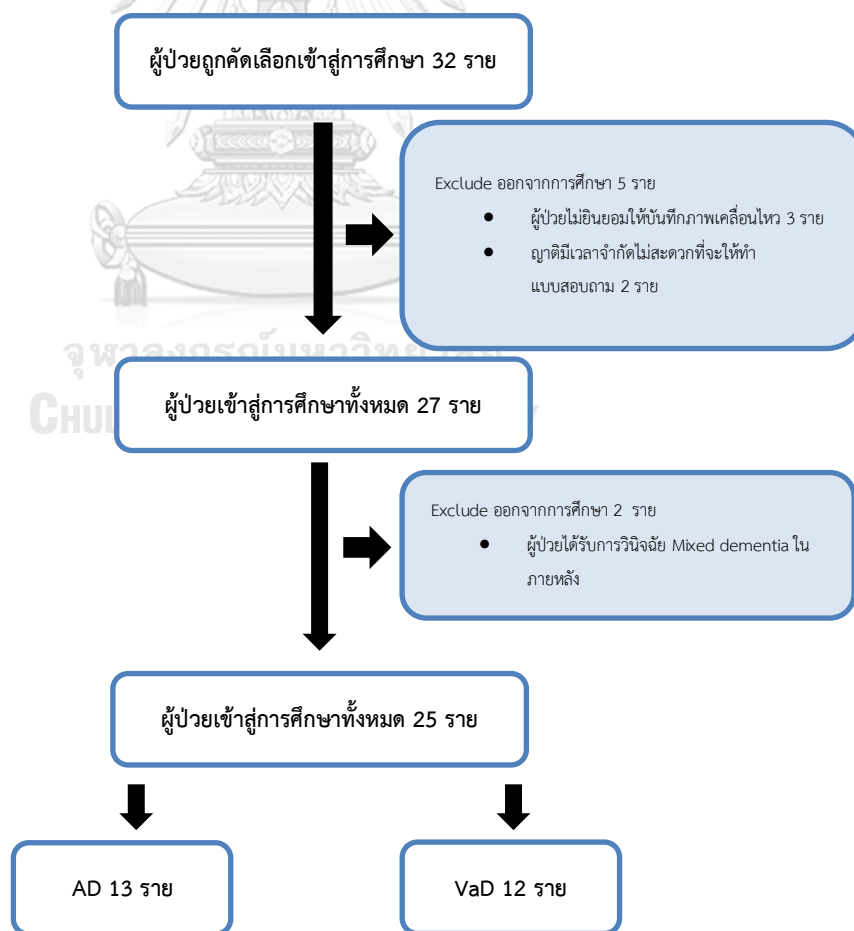 ผู้ป่วยถูกคัดเลือกเข้าสู่การศึกษา 32 ราย
Exclude ออกจากการศึกษา 5 ราย
● ผู้ป่วยไม่ยินยอมให้บันทึกภาพเคลื่อนไหว 3 ราย
● ญาติมีเวลาจำกัดไม่สะดวกที่จะให้ทำ
แบบสอบถาม 2 ราย
ผู้ป่วยเข้าสู่การศึกษาทั้งหมด 27 ราย
Exclude ออกจากการศึกษา 2 ราย
● ผู้ป่วยได้รับการวินิจฉัย Mixed dementia ใน
ภายหลัง
ผู้ป่วยเข้าสู่การศึกษาทั้งหมด 25 ราย
AD 13 ราย
VaD 12 ราย